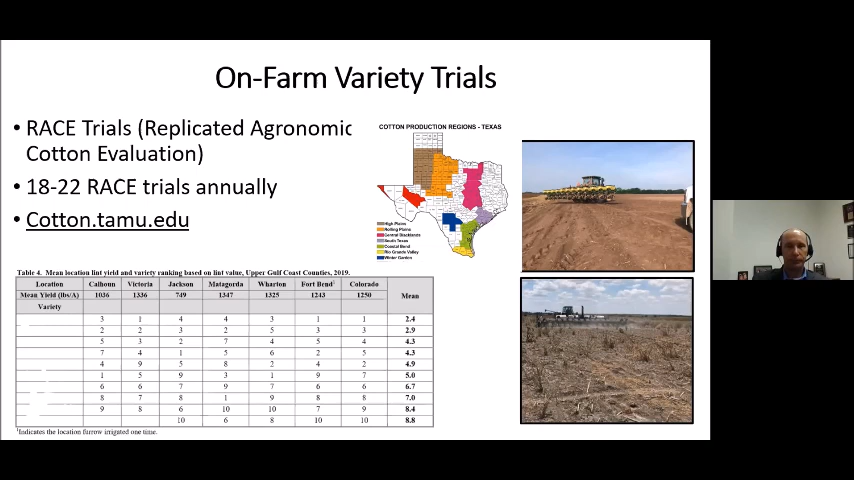 On-Farm Variety Trials
• RACE Trials (Replicated Agronomic
Cotton Evaluation)
• 18-22 RACE trials annually
• Cotton.tamu.edu
COTTON PRODUCTION REGIONS - TEXAS
High Plains
Rolling Plains
Central Blacklands
South Texas
Coastal Bend
Rio Grande Valley
Winter Garden
Table 4. Mean location lint yield and variety ranking based on lint value, Upper Gulf Coast Counties, 2019.
Location Calhoun Victoria Jackson Matagorda Wharton Fort Bend¹ Colorado Mean
Mean Yield (lbs/A) 1036 1336 749 1347 1325 1243 1250
Variety
3 1 4 4 3 1 1 2.4
2 2 3 2 5 3 3 2.9
5 3 2 7 4 5 4 4.3
7 4 1 5 6 2 5 4.3
4 9 5 8 2 4 2 4.9
1 5 9 3 1 9 7 5.0
6 6 7 9 7 6 6 6.7
8 7 8 1 9 8 8 7.0
9 8 6 10 10 7 9 8.4
10 6 8 10 10 8.8
¹Indicates the location furrow irrigated one time.